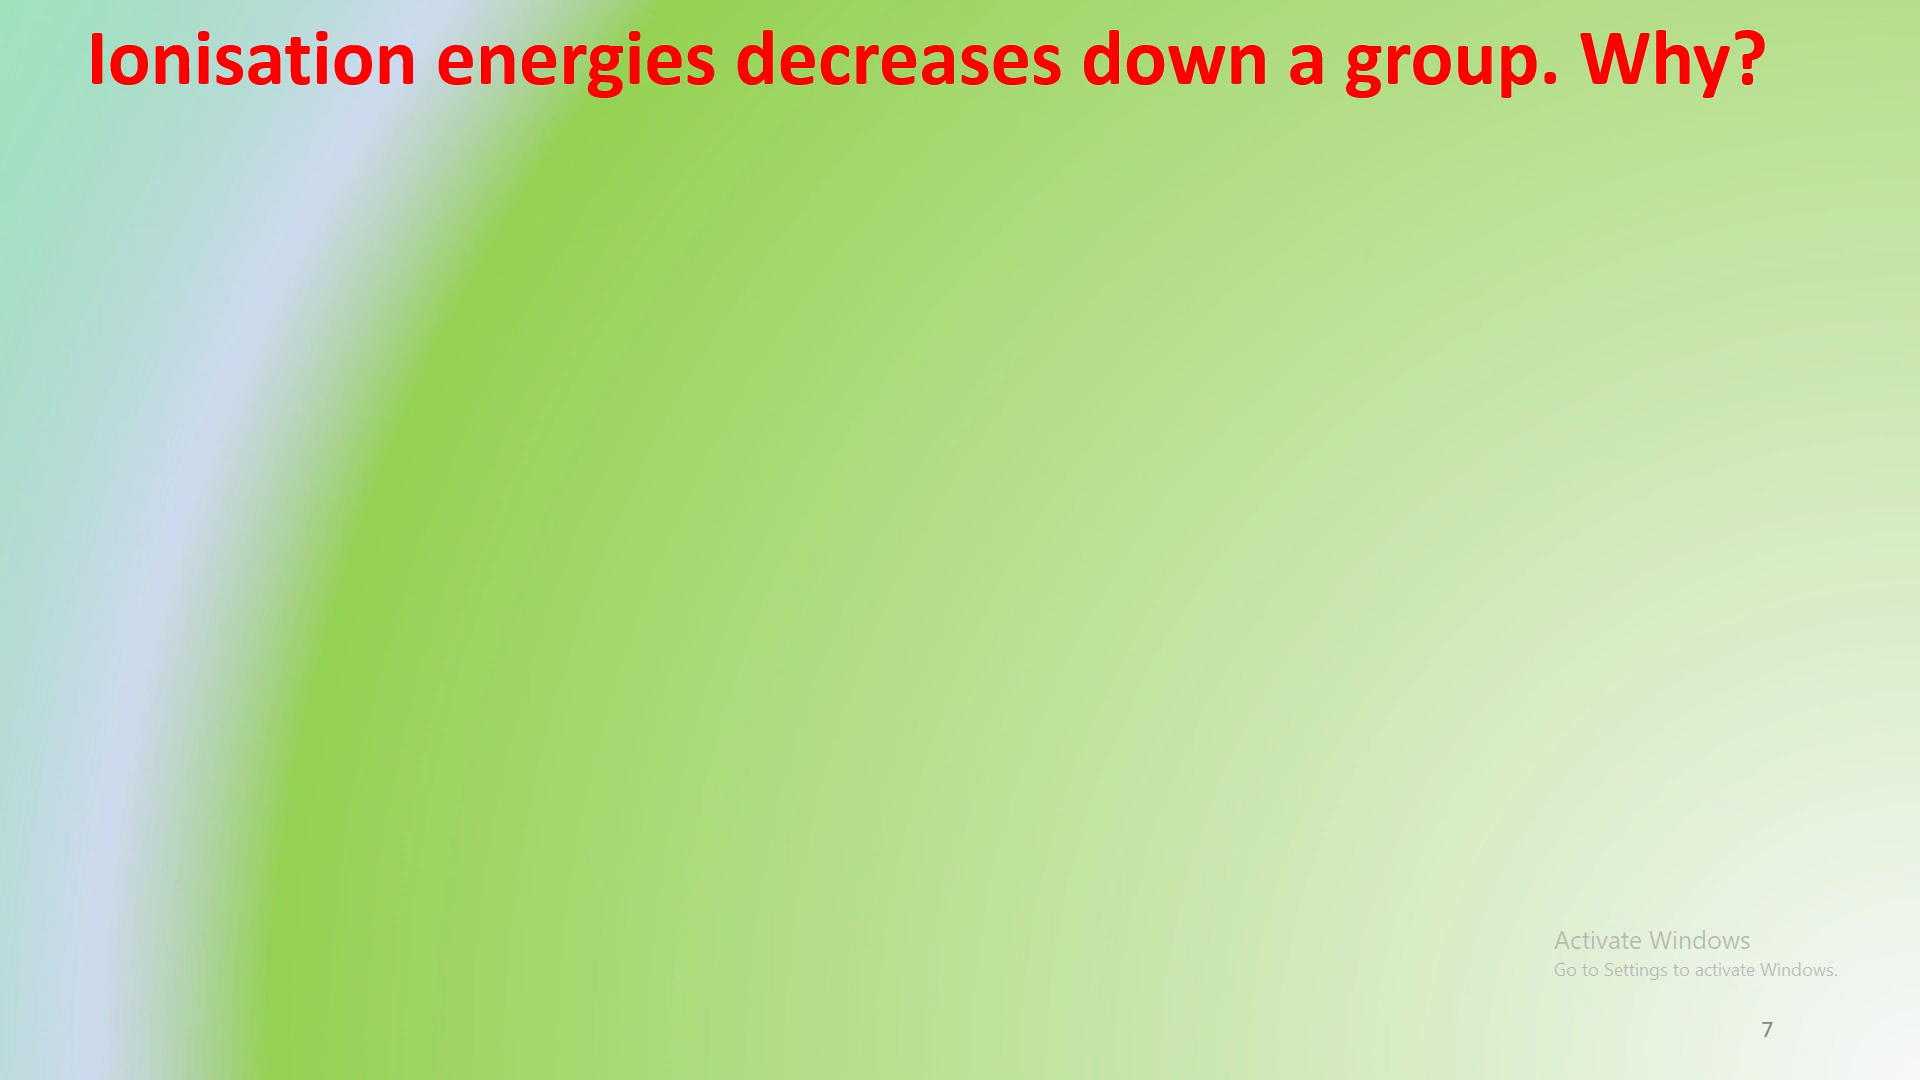 Ionisation energies decreases down a group. Why?
Activate Windows
Go to Settings to activate Windows.
7